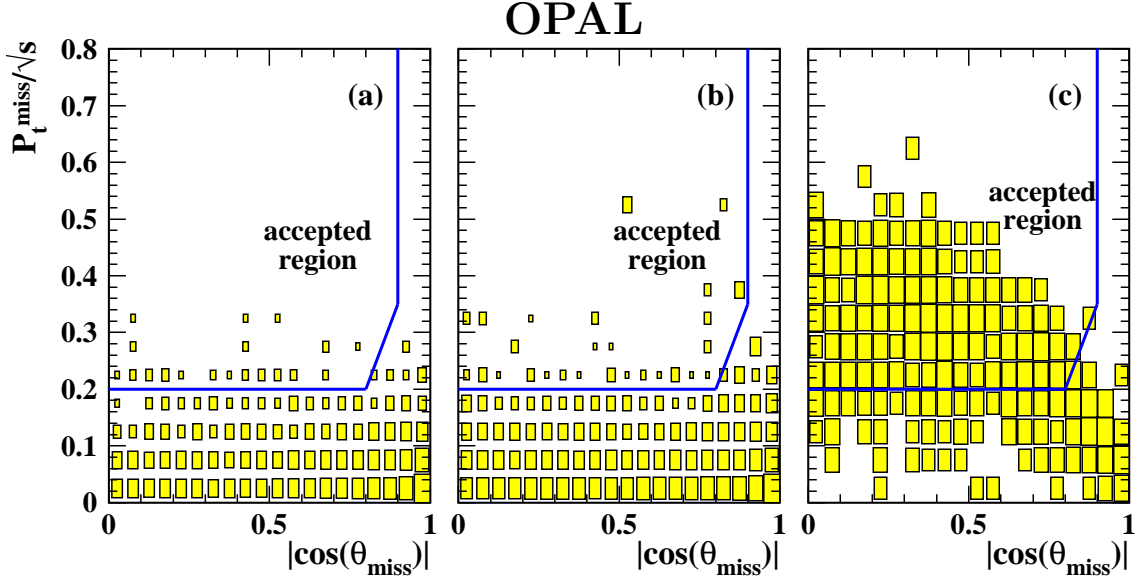 OPAL
P_t^miss/√s
0.8
0.7
0.6
0.5
0.4
0.3
0.2
0.1
0
(a)
accepted
region
0 0.5 1
|cos(θ_miss)|
(b)
accepted
region
0 0.5 1
|cos(θ_miss)|
(c)
accepted
region
0 0.5 1
|cos(θ_miss)|